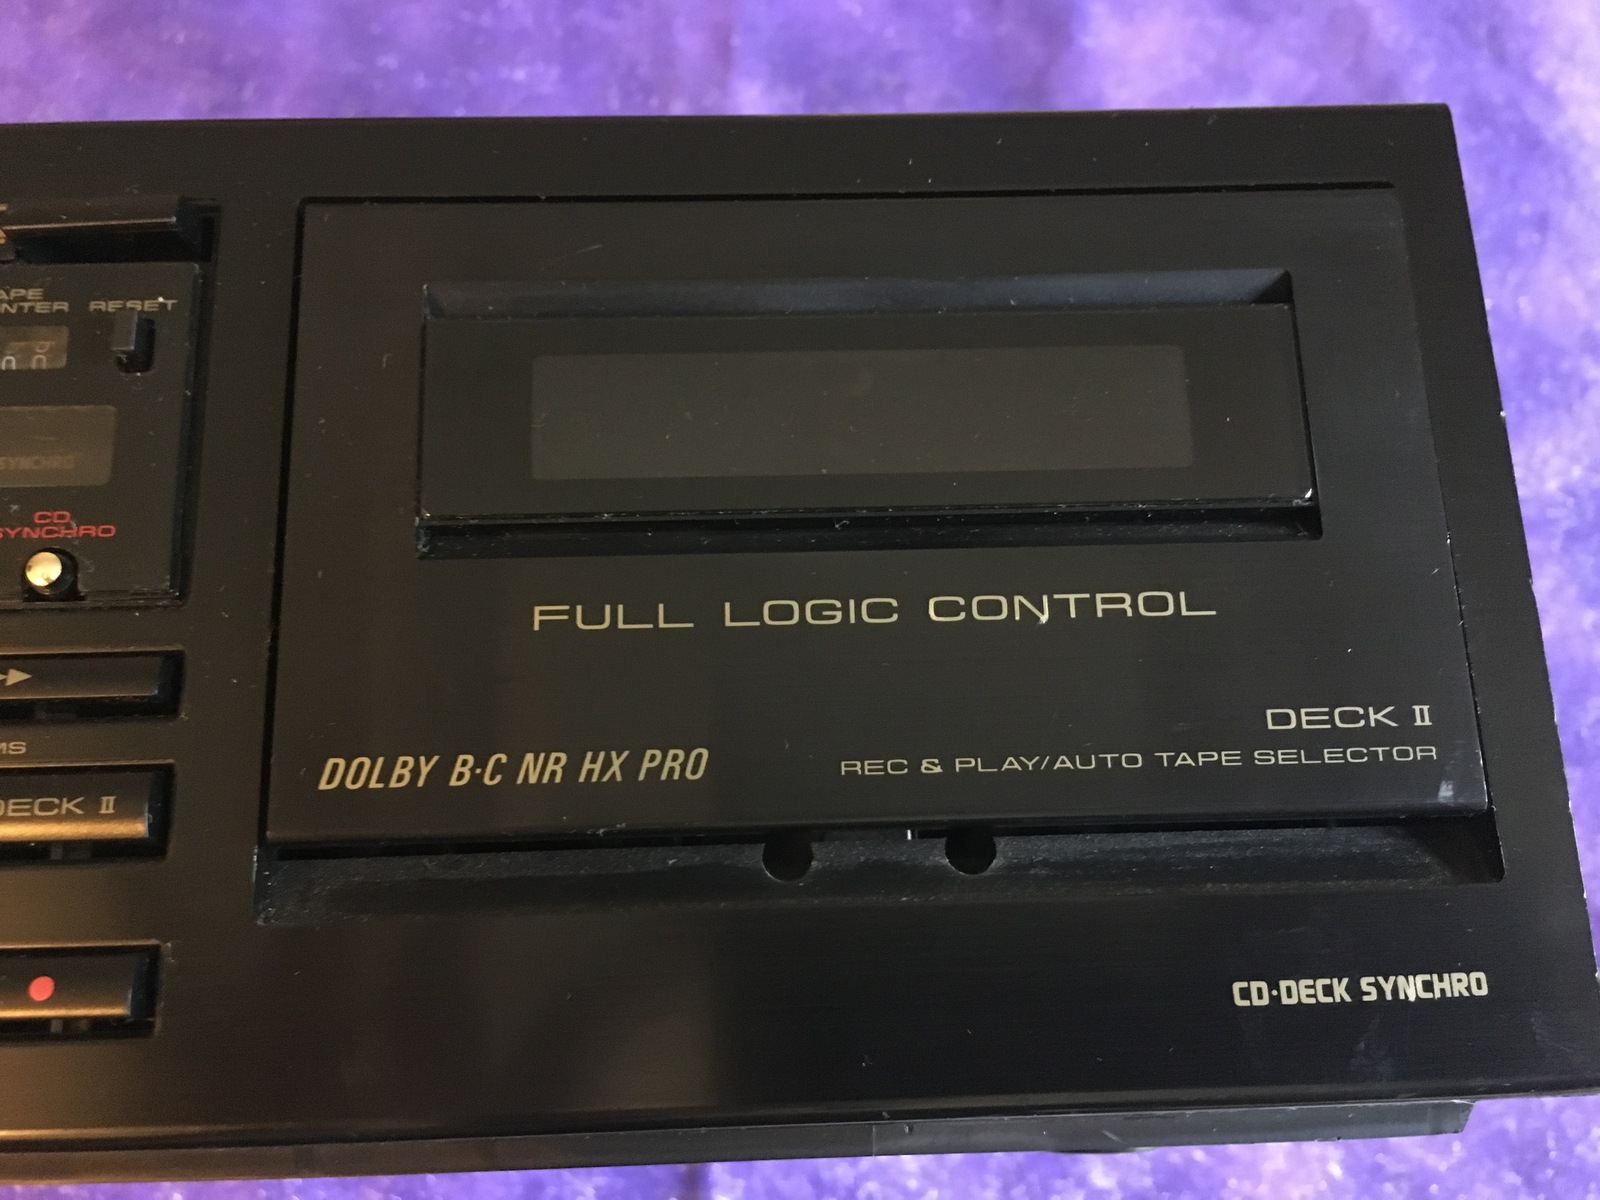 RESET
CD
SYNCHRO
FULL LOGIC CONTROL
DECK II
DOLBY B·C NR HX PRO
REC & PLAY/AUTO TAPE SELECTOR
DECK II
CD·DECK SYNCHRO